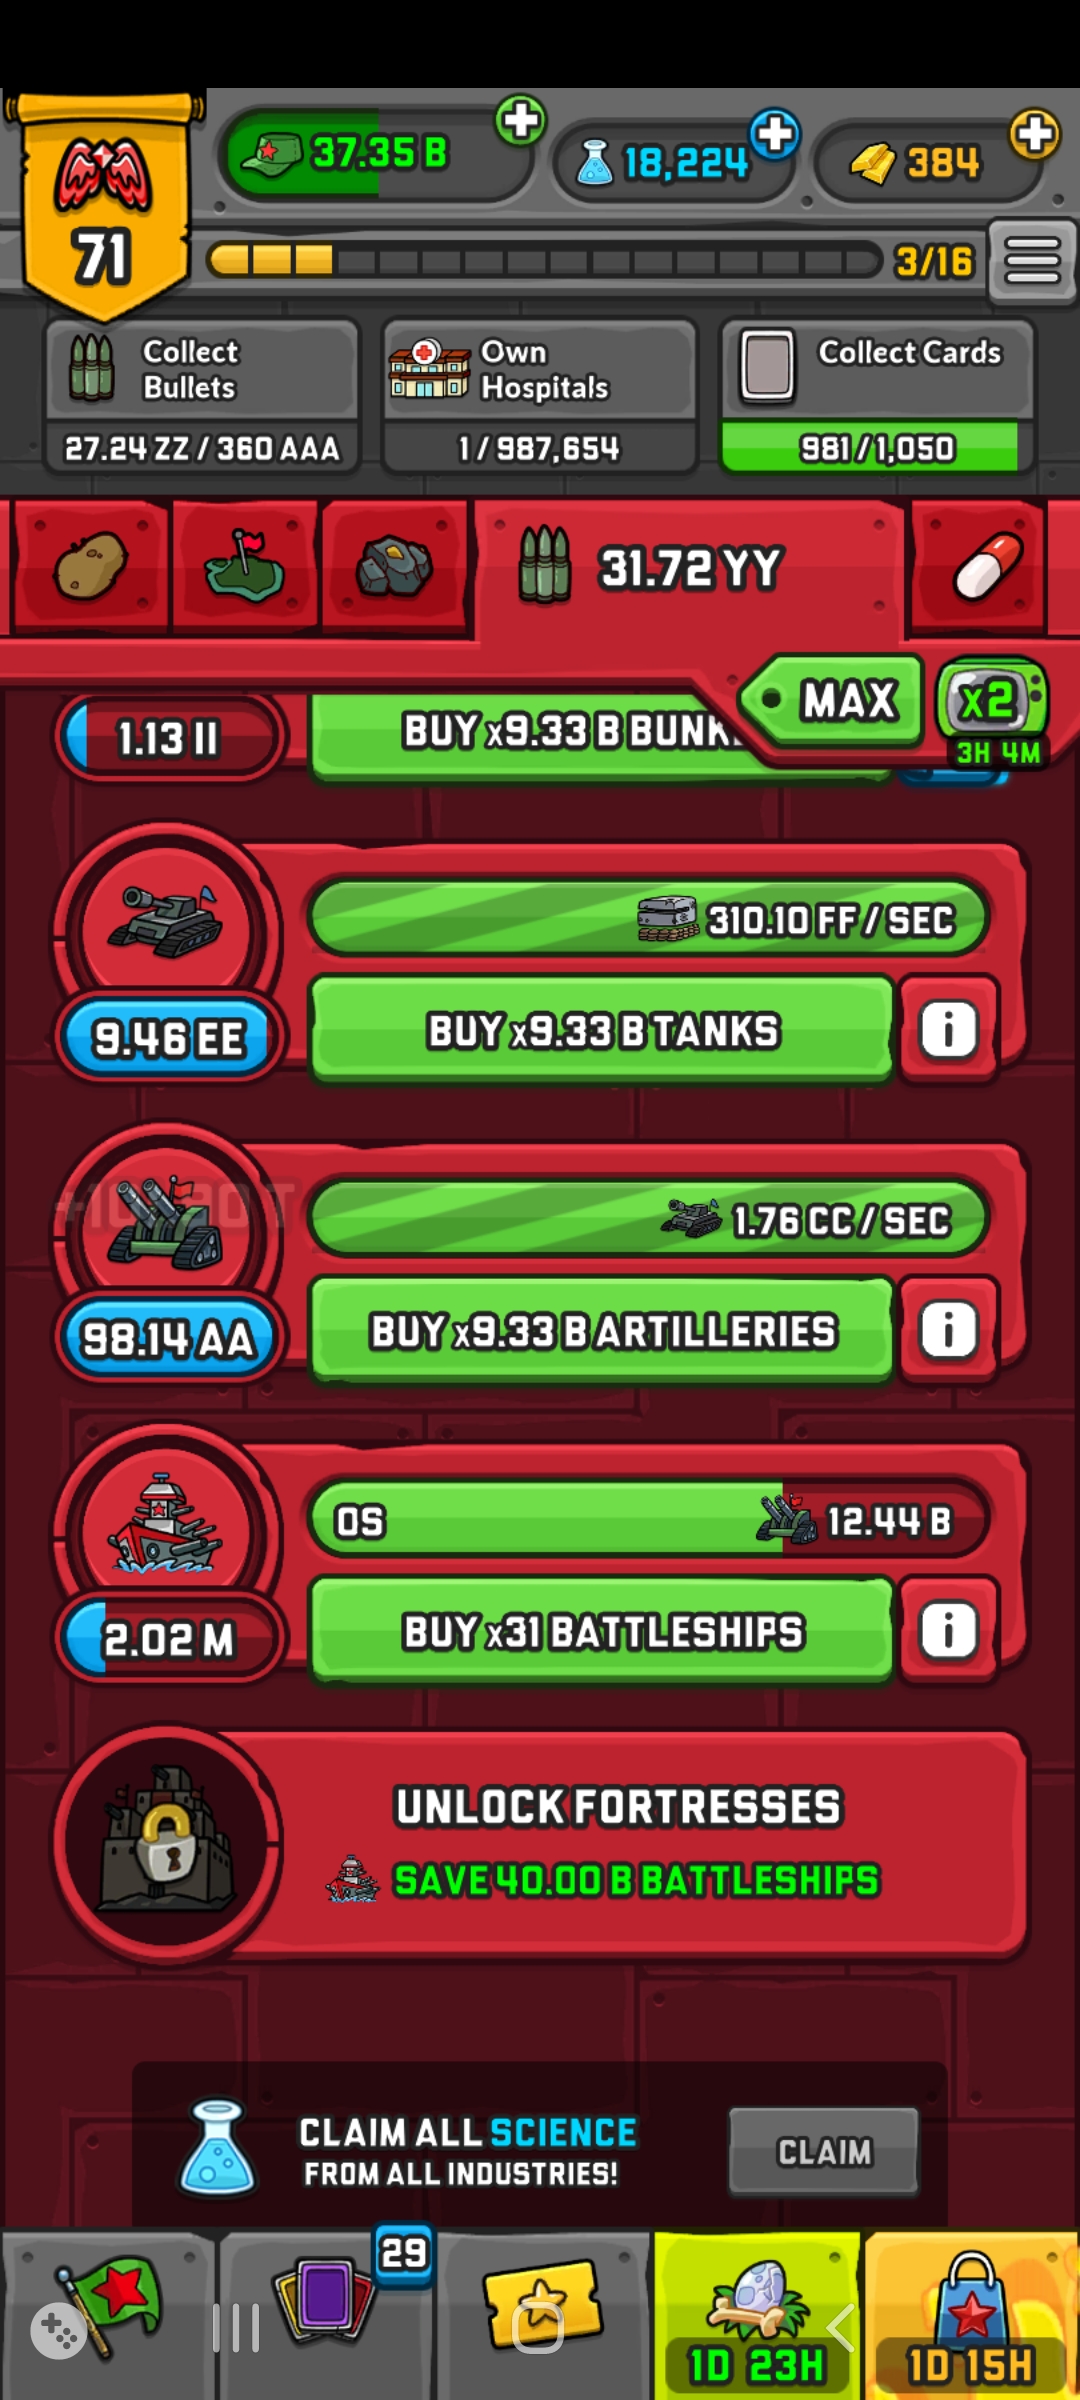 37.35 B
18,224
384
71
3/16
Collect
Bullets
Own
Hospitals
Collect Cards
27.24 ZZ / 360 AAA
1 / 987,654
981 / 1,050
31.72 YY
MAX
x2
3H 4M
1.13 II
BUY x9.33 B
310.10 FF / SEC
9.46 EE
BUY x9.33 B TANKS
i
1.76 CC / SEC
98.14 AA
BUY x9.33 B ARTILLERIES
i
0S
12.44 B
2.02 M
BUY x31 BATTLESHIPS
i
UNLOCK FORTRESSES
SAVE 40.00 B BATTLESHIPS
CLAIM ALL SCIENCE
FROM ALL INDUSTRIES!
CLAIM
29
1D 23H
1D 15H